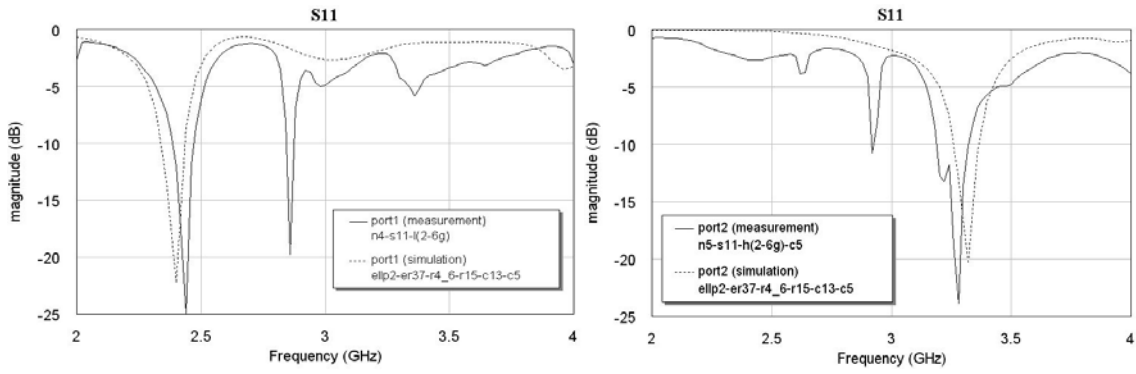 S11
0
-5
-10
-15
-20
-25
magnitude (dB)
port1 (measurement)
n4-s11-l(2-6g)
port1 (simulation)
ellp2-er37-r4_6-r15-c13-c5
2
2.5
3
3.5
4
Frequency (GHz)
S11
0
-5
-10
-15
-20
-25
magnitude (dB)
port2 (measurement)
n5-s11-h(2-6g)-c5
port2 (simulation)
ellp2-er37-r4_6-r15-c13-c5
2
2.5
3
3.5
4
Frequency (GHz)